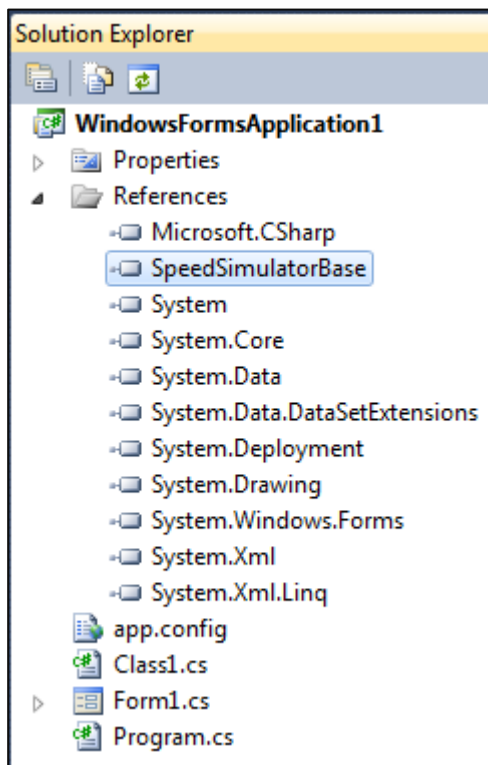 Solution Explorer
WindowsFormsApplication1
Properties
References
Microsoft.CSharp
SpeedSimulatorBase
System
System.Core
System.Data
System.Data.DataSetExtensions
System.Deployment
System.Drawing
System.Windows.Forms
System.Xml
System.Xml.Linq
app.config
Class1.cs
Form1.cs
Program.cs